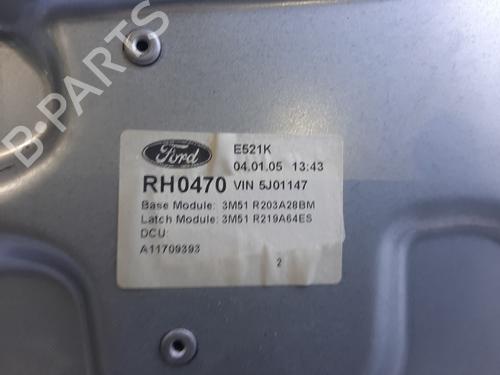 Ford
E521K
04.01.05 13:43
RH0470 VIN 5J01147
Base Module: 3M51 R203A28BM
Latch Module: 3M51 R219A64ES
DCU:
A11709393
2
B-PARTS